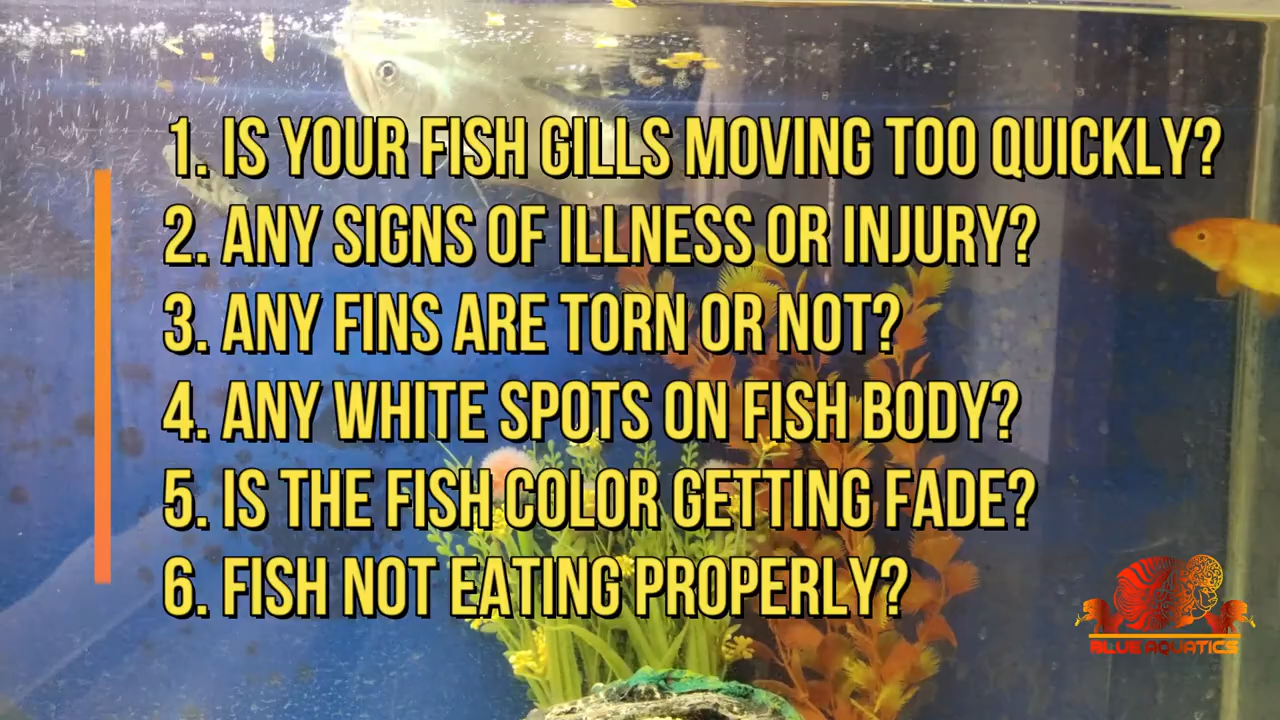 1. IS YOUR FISH GILLS MOVING TOO QUICKLY?
2. ANY SIGNS OF ILLNESS OR INJURY?
3. ANY FINS ARE TORN OR NOT?
4. ANY WHITE SPOTS ON FISH BODY?
5. IS THE FISH COLOR GETTING FADE?
6. FISH NOT EATING PROPERLY?
BLUE AQUATICS